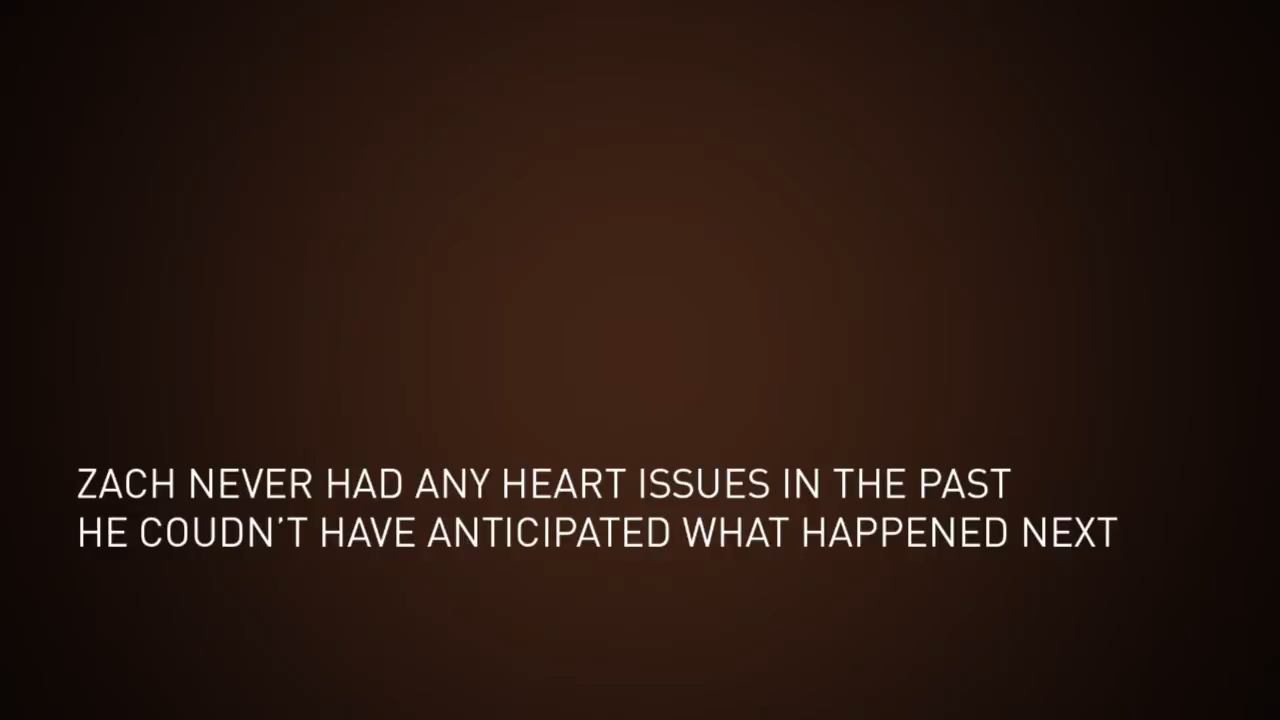 ZACH NEVER HAD ANY HEART ISSUES IN THE PAST
HE COUDN'T HAVE ANTICIPATED WHAT HAPPENED NEXT